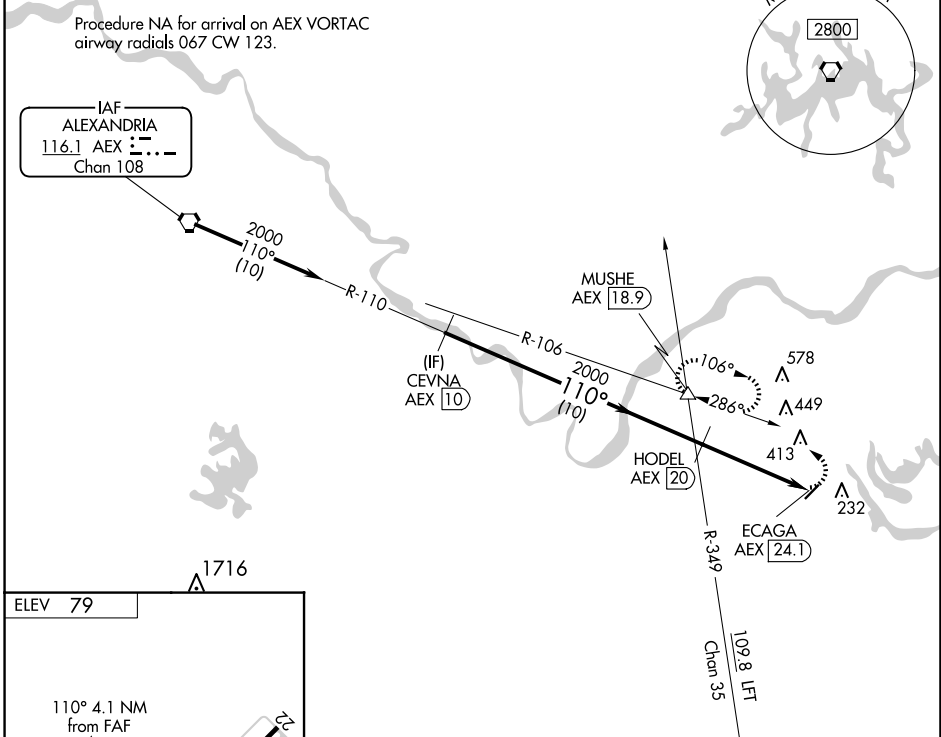 Procedure NA for arrival on AEX VORTAC
airway radials 067 CW 123.
2800
IAF
ALEXANDRIA
116.1 AEX
Chan 108
2000
110°
(10)
R-110
MUSHE
AEX 18.9
R-106
106°
578
(IF)
CEVNA
AEX 10
2000
110°
(10)
286°
449
413
HODEL
AEX 20
232
ECAGA
AEX 24.1
R-349
1716
ELEV 79
109.8 LFT
Chan 35
110° 4.1 NM
from FAF
22